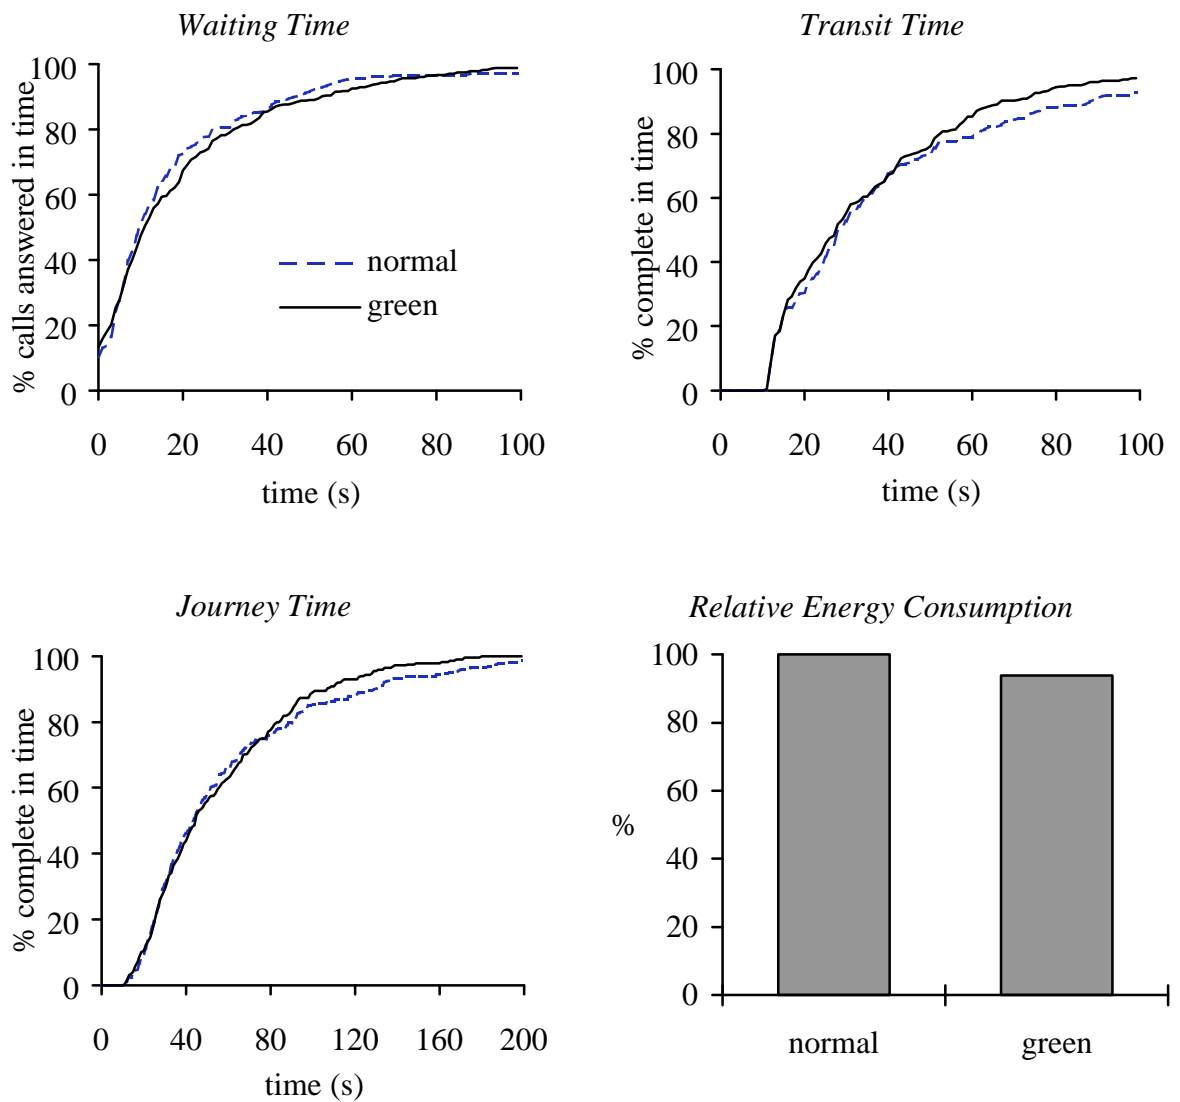 Waiting Time
% calls answered in time
100
80
60
40
20
0
normal
green
0 20 40 60 80 100
time (s)
Transit Time
% complete in time
100
80
60
40
20
0
0 20 40 60 80 100
time (s)
Journey Time
% complete in time
100
80
60
40
20
0
0 40 80 120 160 200
time (s)
Relative Energy Consumption
%
100
80
60
40
20
0
normal green